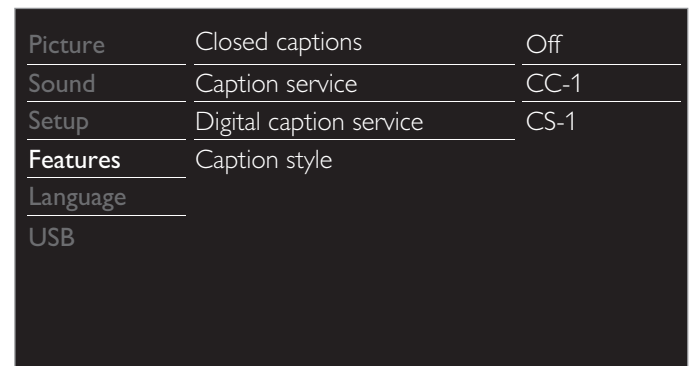 Picture Closed captions Off
Sound Caption service CC-1
Setup Digital caption service CS-1
Features Caption style
Language
USB